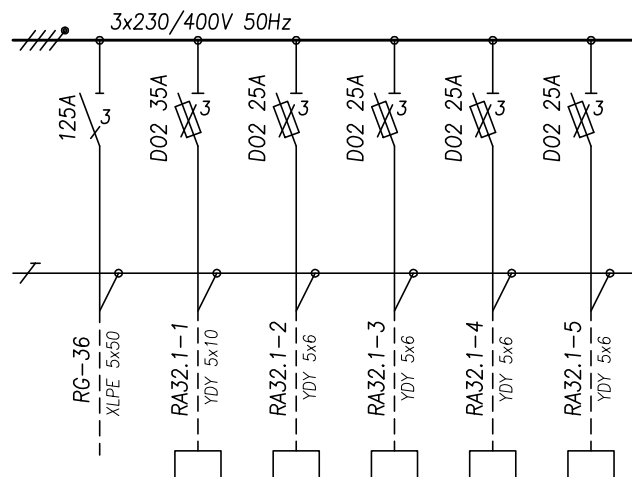 3x230/400V 50Hz
125A
3
D02 35A
3
D02 25A
3
D02 25A
3
D02 25A
3
D02 25A
3
RG-36
XLPE 5x50
RA32.1-1
YDY 5x10
RA32.1-2
YDY 5x6
RA32.1-3
YDY 5x6
RA32.1-4
YDY 5x6
RA32.1-5
YDY 5x6